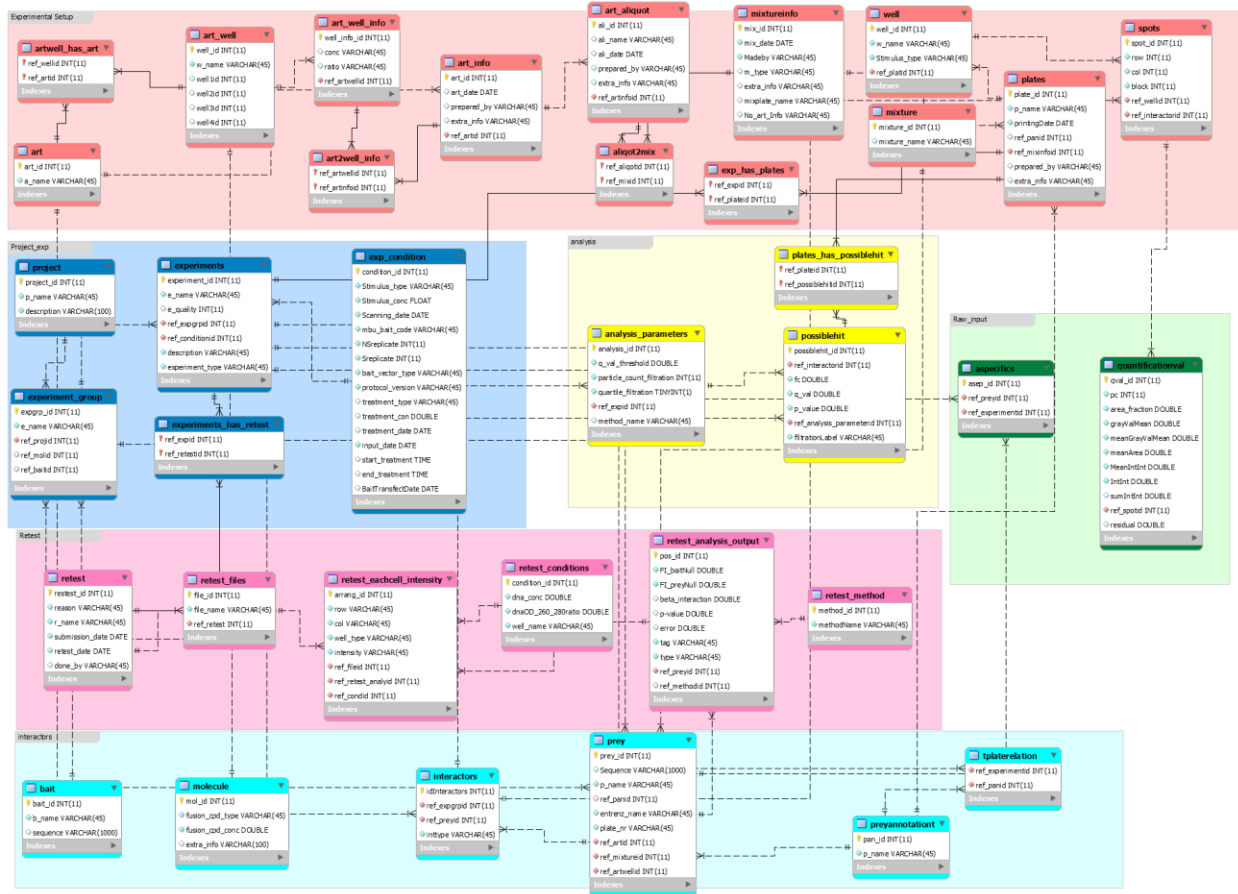 Experimental Setup
artwell_has_art
ref_wellid INT(11)
ref_artid INT(11)
Indexes
art_well
well_id INT(11)
w_name VARCHAR(45)
well1id INT(11)
well2id INT(11)
well3id INT(11)
well4id INT(11)
Indexes
art_well_info
well_info_id INT(11)
conc VARCHAR(45)
ratio VARCHAR(45)
ref_artwellid INT(11)
Indexes
art_info
art_id INT(11)
art_date DATE
prepared_by VARCHAR(45)
extra_info VARCHAR(45)
ref_artid INT(11)
Indexes
art_aliquot
ali_id INT(11)
ali_name VARCHAR(45)
ali_date DATE
prepared_by VARCHAR(45)
extra_info VARCHAR(45)
ref_artinfoid INT(11)
Indexes
mixtureinfo
mix_id INT(11)
mix_date DATE
Madeby VARCHAR(45)
m_type VARCHAR(45)
extra_info VARCHAR(45)
mixplate_name VARCHAR(45)
No_art_Info VARCHAR(45)
Indexes
well
well_id INT(11)
w_name VARCHAR(45)
Stimulus_type VARCHAR(45)
ref_platid INT(11)
Indexes
plates
plate_id INT(11)
p_name VARCHAR(45)
printingDate DATE
ref_panid INT(11)
ref_mixinfoid INT(11)
prepared_by VARCHAR(45)
extra_info VARCHAR(45)
Indexes
spots
spot_id INT(11)
row INT(11)
col INT(11)
block INT(11)
ref_wellid INT(11)
ref_interactorid INT(11)
Indexes
mixture
mixture_id INT(11)
mixture_name VARCHAR(45)
Indexes
art
art_id INT(11)
a_name VARCHAR(45)
Indexes
art2well_info
ref_artwellid INT(11)
ref_artinfoid INT(11)
Indexes
aliqot2mix
ref_aliqotid INT(11)
ref_mixid INT(11)
Indexes
exp_has_plates
ref_expid INT(11)
ref_plateid INT(11)
Indexes
Project_exp
project
project_id INT(11)
p_name VARCHAR(45)
description VARCHAR(100)
Indexes
experiments
experiment_id INT(11)
e_name VARCHAR(45)
e_quality INT(11)
ref_expgrpid INT(11)
ref_conditionid INT(11)
description VARCHAR(45)
experiment_type VARCHAR(45)
Indexes
exp_condition
condition_id INT(11)
Stimulus_type VARCHAR(45)
Stimulus_conc FLOAT
Scanning_date DATE
mbu_bait_code VARCHAR(45)
NSreplicate INT(11)
Sreplicate INT(11)
bait_vector_type VARCHAR(45)
protocol_version VARCHAR(45)
treatment_type VARCHAR(45)
treatment_con DOUBLE
treatment_date DATE
input_date DATE
start_treatment TIME
end_treatment TIME
BaitTransfectDate DATE
Indexes
experiment_group
expgrp_id INT(11)
e_name VARCHAR(45)
ref_projid INT(11)
ref_molid INT(11)
ref_baitid INT(11)
Indexes
experiments_has_retest
ref_expid INT(11)
ref_retestid INT(11)
Indexes
analysis
plates_has_possiblehit
ref_plateid INT(11)
ref_possiblehitid INT(11)
Indexes
analysis_parameters
analysis_id INT(11)
q_val_threshold DOUBLE
particle_count_filtration INT(11)
quartile_filtration TINYINT(1)
ref_expid INT(11)
method_name VARCHAR(45)
Indexes
possiblehit
possiblehit_id INT(11)
ref_interactorid INT(11)
fc DOUBLE
q_val DOUBLE
p_value DOUBLE
ref_analysis_parameterid INT(11)
filtrationLabel VARCHAR(45)
Indexes
Raw_input
aspecifics
asep_id INT(11)
ref_preyid INT(11)
ref_experimentid INT(11)
Indexes
quantificationval
qval_id INT(11)
pc INT(11)
area_fraction DOUBLE
grayValMean DOUBLE
meanGrayValMean DOUBLE
meanArea DOUBLE
MeanIntInt DOUBLE
IntInt DOUBLE
sumIntInt DOUBLE
ref_spotid INT(11)
residual DOUBLE
Indexes
Retest
retest
restest_id INT(11)
reason VARCHAR(45)
r_name VARCHAR(45)
submission_date DATE
retest_date DATE
done_by VARCHAR(45)
Indexes
retest_files
file_id INT(11)
file_name VARCHAR(45)
ref_retest INT(11)
Indexes
retest_eachcell_intensity
arrang_id INT(11)
row VARCHAR(45)
col VARCHAR(45)
well_type VARCHAR(45)
intensity VARCHAR(45)
ref_fileid INT(11)
ref_retest_analyid INT(11)
ref_condid INT(11)
Indexes
retest_conditions
condition_id INT(11)
dna_conc DOUBLE
dnaOD_260_280ratio DOUBLE
well_name VARCHAR(45)
Indexes
retest_analysis_output
pos_id INT(11)
FI_baitNull DOUBLE
FI_preyNull DOUBLE
beta_interaction DOUBLE
p-value DOUBLE
error DOUBLE
tag VARCHAR(45)
type VARCHAR(45)
ref_preyid INT(11)
ref_methodid INT(11)
Indexes
retest_method
method_id INT(11)
methodName VARCHAR(45)
Indexes
interactors
bait
bait_id INT(11)
b_name VARCHAR(45)
sequence VARCHAR(1000)
Indexes
molecule
mol_id INT(11)
fusion_cpd_type VARCHAR(45)
fusion_cpd_conc DOUBLE
extra_info VARCHAR(100)
Indexes
interactors
idInteractors INT(11)
ref_expgrpid INT(11)
ref_preyid INT(11)
inttype VARCHAR(45)
Indexes
prey
prey_id INT(11)
Sequence VARCHAR(1000)
p_name VARCHAR(45)
ref_panid INT(11)
entrenz_name VARCHAR(45)
plate_nr VARCHAR(45)
ref_artid INT(11)
ref_mixtureid INT(11)
ref_artwellid INT(11)
Indexes
tplaterelation
ref_experimentid INT(11)
ref_panid INT(11)
Indexes
preyannotationt
pan_id INT(11)
p_name VARCHAR(45)
Indexes